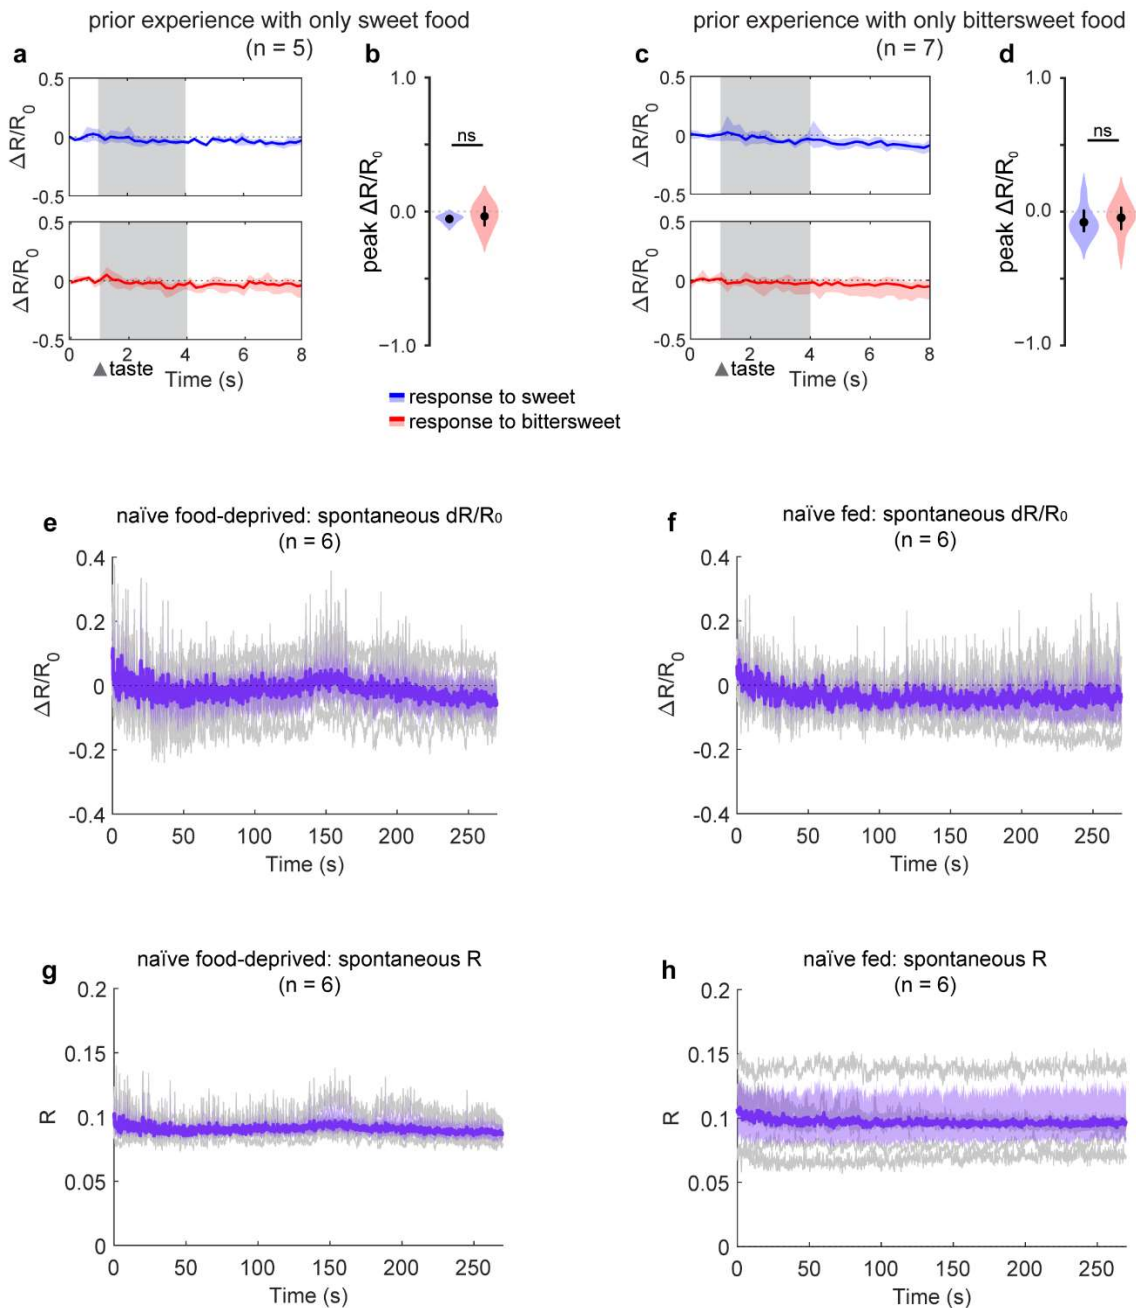 prior experience with only sweet food
(n = 5)
prior experience with only bittersweet food
(n = 7)
a
0.5
0
-0.5
ΔR/R0
0.5
0
-0.5
ΔR/R0
0 2 4 6 8
▲taste Time (s)
b
1.0
0.0
−1.0
peak ΔR/R0
ns
c
0.5
0
-0.5
ΔR/R0
0.5
0
-0.5
ΔR/R0
0 2 4 6 8
▲taste Time (s)
d
1.0
0.0
−1.0
peak ΔR/R0
ns
response to sweet
response to bittersweet
e
naïve food-deprived: spontaneous dR/R0
(n = 6)
0.4
0.2
0
-0.2
-0.4
ΔR/R0
0 50 100 150 200 250
Time (s)
f
naïve fed: spontaneous dR/R0
(n = 6)
0.4
0.2
0
-0.2
-0.4
ΔR/R0
0 50 100 150 200 250
Time (s)
g
naïve food-deprived: spontaneous R
(n = 6)
0.2
0.15
0.1
0.05
0
R
0 50 100 150 200 250
Time (s)
h
naïve fed: spontaneous R
(n = 6)
0.2
0.15
0.1
0.05
0
R
0 50 100 150 200 250
Time (s)